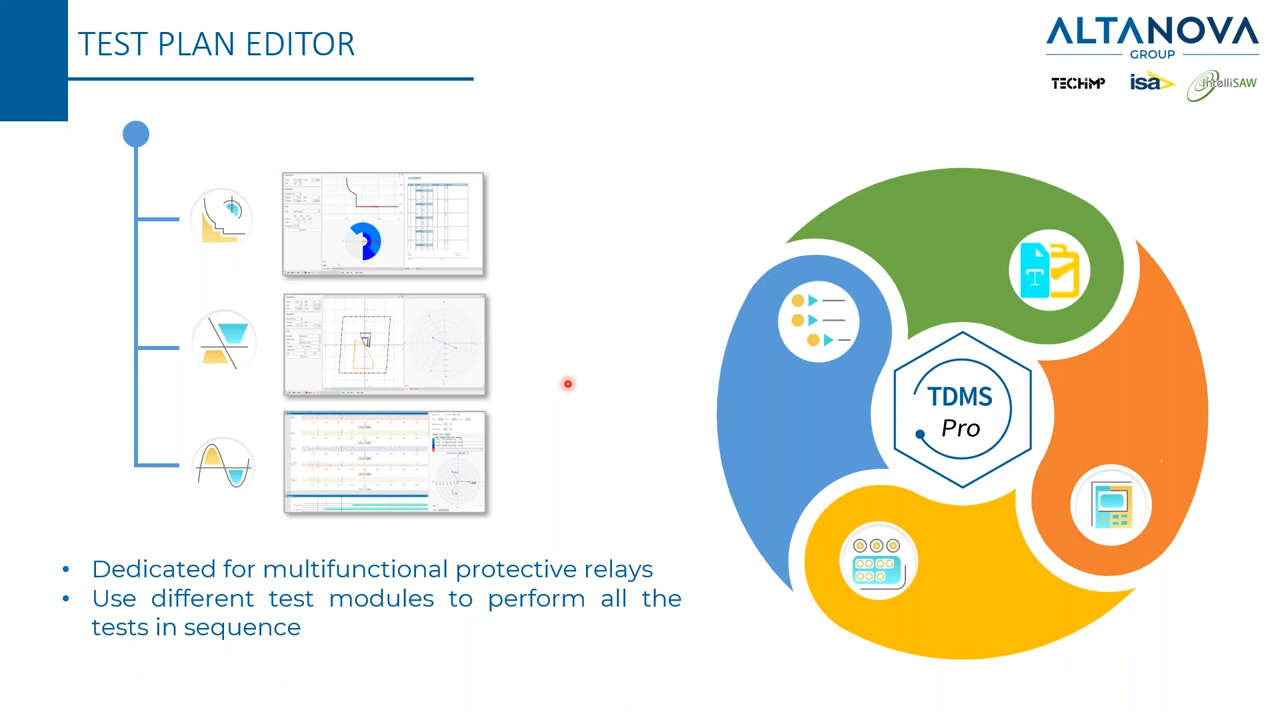 TEST PLAN EDITOR
ALTANOVA
GROUP
TECHIMP
isa
intelliSAW
T
TDMS
Pro
• Dedicated for multifunctional protective relays
• Use different test modules to perform all the
tests in sequence